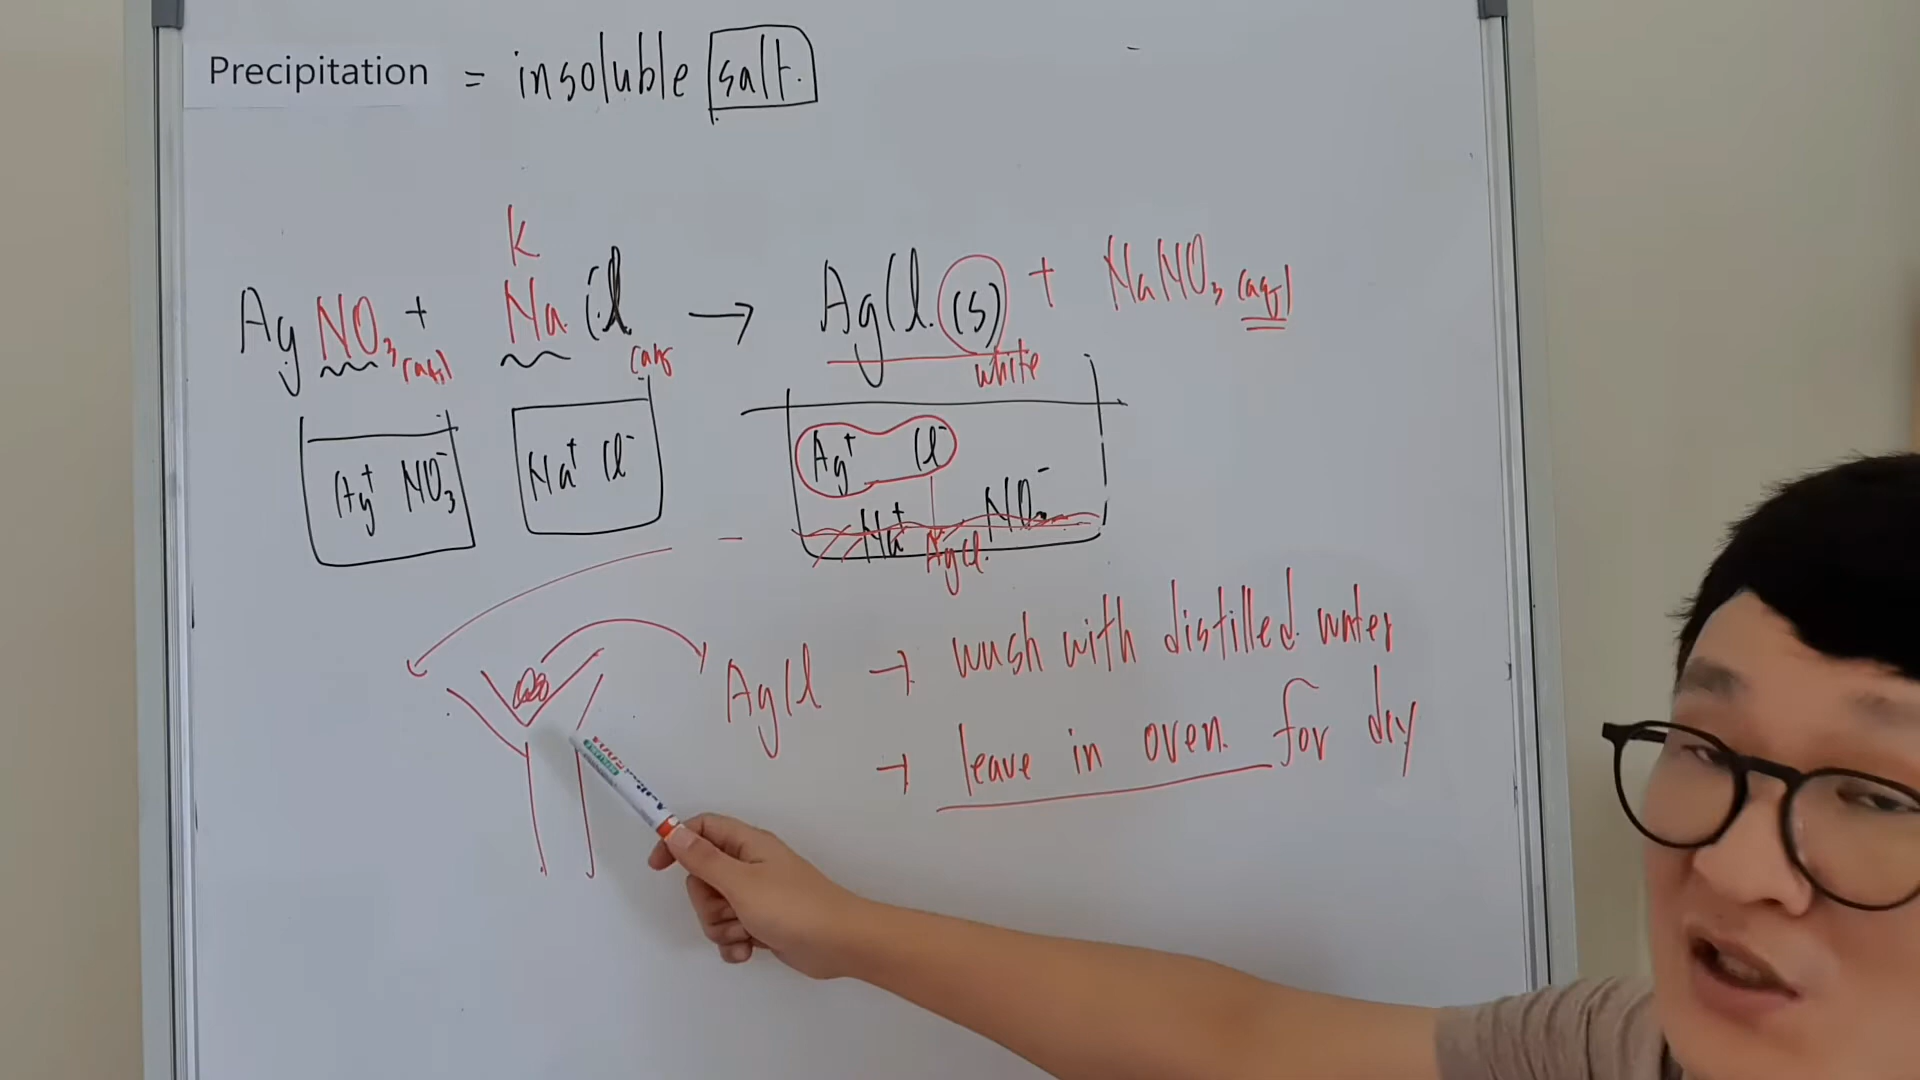 Precipitation = insoluble salt.
K
AgNO₃(aq) + NaCl(aq → AgCl.(s) + NaNO₃(aq)
white
Ag⁺ NO₃⁻ Na⁺ Cl⁻ Ag⁺ Cl⁻
Na⁺ NO₃⁻
AgCl.
AgCl → wash with distilled water
→ leave in oven. for dry